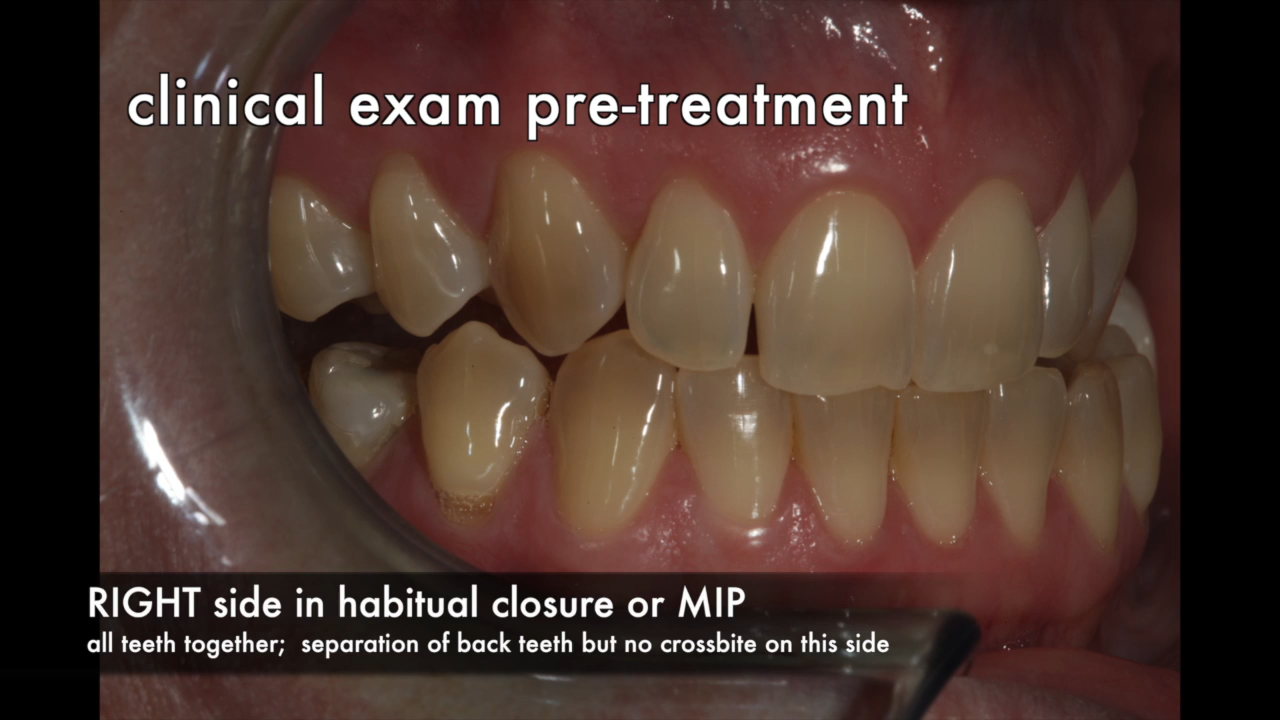 clinical exam pre-treatment
RIGHT side in habitual closure or MIP
all teeth together;  separation of back teeth but no crossbite on this side